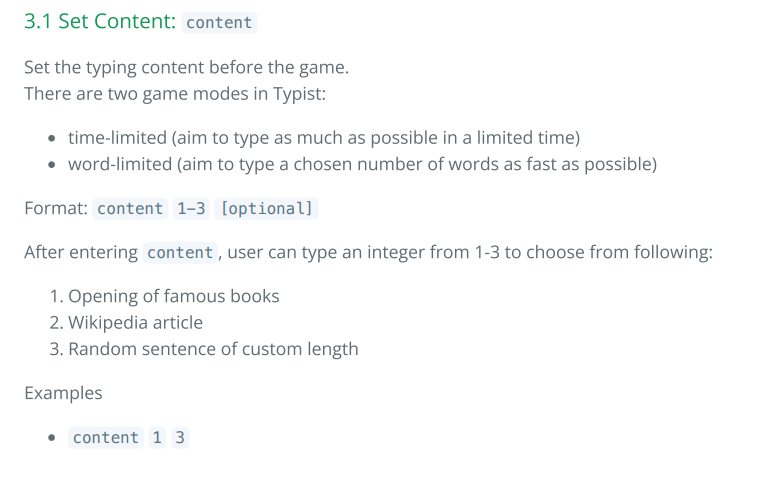 3.1 Set Content: content
Set the typing content before the game.
There are two game modes in Typist:
• time-limited (aim to type as much as possible in a limited time)
• word-limited (aim to type a chosen number of words as fast as possible)
Format: content 1–3 [optional]
After entering content, user can type an integer from 1-3 to choose from following:
1. Opening of famous books
2. Wikipedia article
3. Random sentence of custom length
Examples
• content 1 3